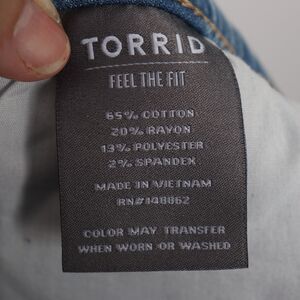 TORRID
FEEL THE FIT
65% COTTON
20% RAYON
13% POLYESTER
2% SPANDEX
MADE IN VIETNAM
RN#148862
COLOR MAY TRANSFER
WHEN WORN OR WASHED